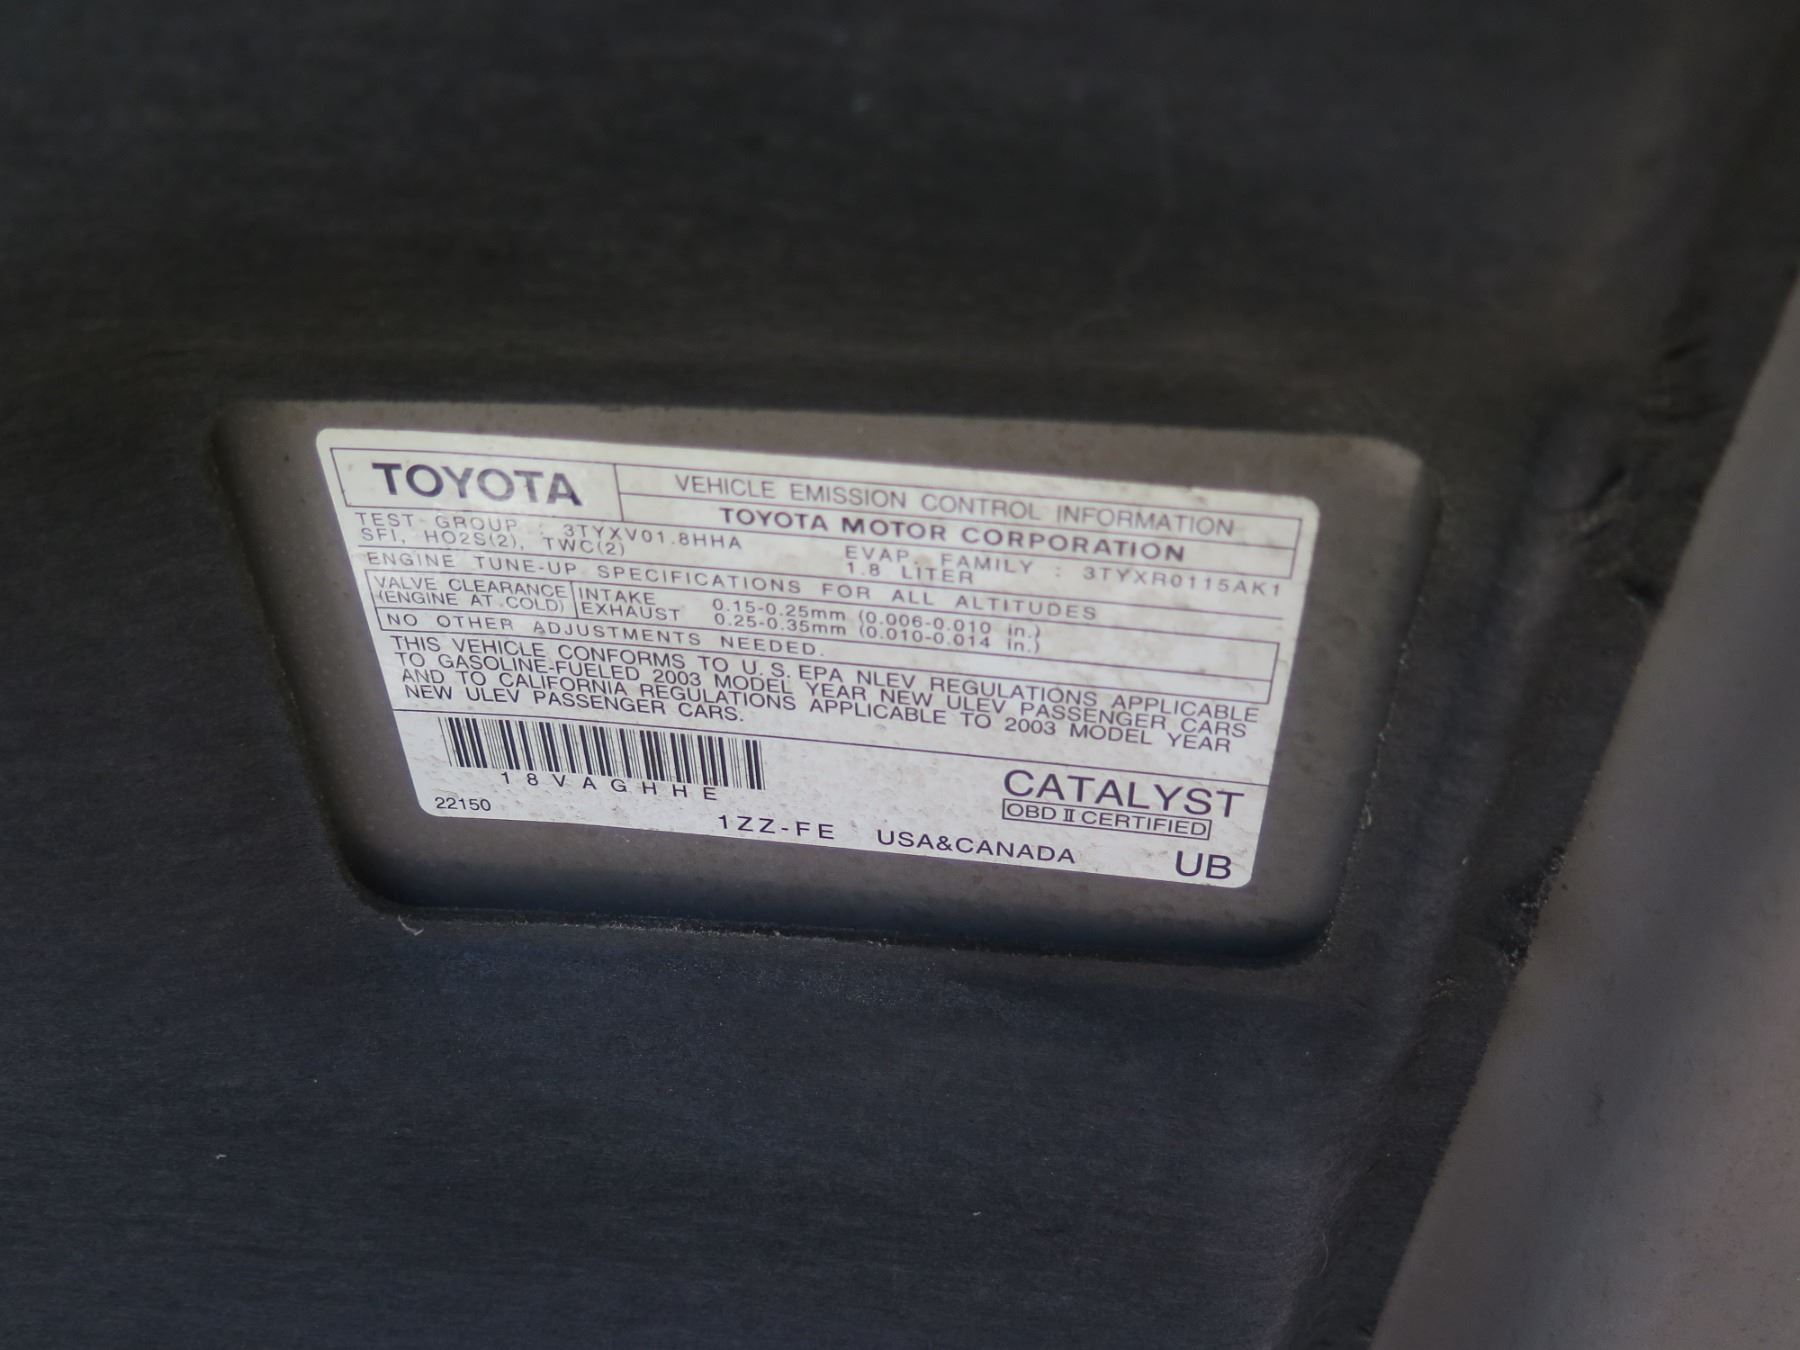 TOYOTA
VEHICLE EMISSION CONTROL INFORMATION
TOYOTA MOTOR CORPORATION
TEST GROUP : 3TYXV01.8HHA
EVAP. FAMILY : 3TYXR0115AK1
SFI, HO2S(2), TWC(2)
1.8 LITER
ENGINE TUNE-UP SPECIFICATIONS FOR ALL ALTITUDES
VALVE CLEARANCE INTAKE 0.15-0.25mm (0.006-0.010 in.)
(ENGINE AT COLD) EXHAUST 0.25-0.35mm (0.010-0.014 in.)
NO OTHER ADJUSTMENTS NEEDED.
THIS VEHICLE CONFORMS TO U.S. EPA NLEV REGULATIONS APPLICABLE
TO GASOLINE-FUELED 2003 MODEL YEAR NEW ULEV PASSENGER CARS
AND TO CALIFORNIA REGULATIONS APPLICABLE TO 2003 MODEL YEAR
NEW ULEV PASSENGER CARS.
18VAGHHE
CATALYST
OBD II CERTIFIED
22150
1ZZ-FE USA&CANADA UB